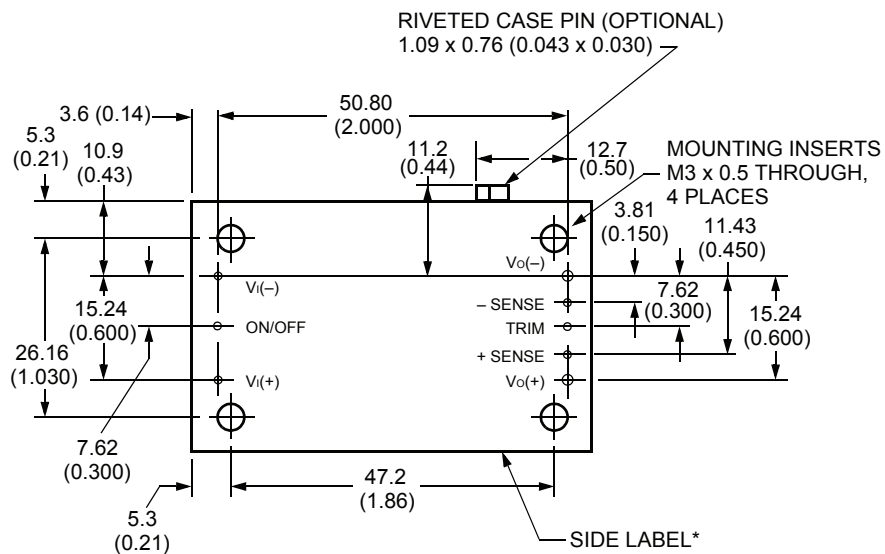 RIVETED CASE PIN (OPTIONAL)
1.09 x 0.76 (0.043 x 0.030)
3.6 (0.14)
50.80
(2.000)
5.3
(0.21)
10.9
(0.43)
11.2
(0.44)
12.7
(0.50)
MOUNTING INSERTS
M3 x 0.5 THROUGH,
4 PLACES
3.81
(0.150)
11.43
(0.450)
VO(–)
VI(–)
15.24
(0.600)
– SENSE
7.62
(0.300)
15.24
(0.600)
ON/OFF
TRIM
26.16
(1.030)
+ SENSE
VI(+)
VO(+)
7.62
(0.300)
47.2
(1.86)
5.3
(0.21)
SIDE LABEL*